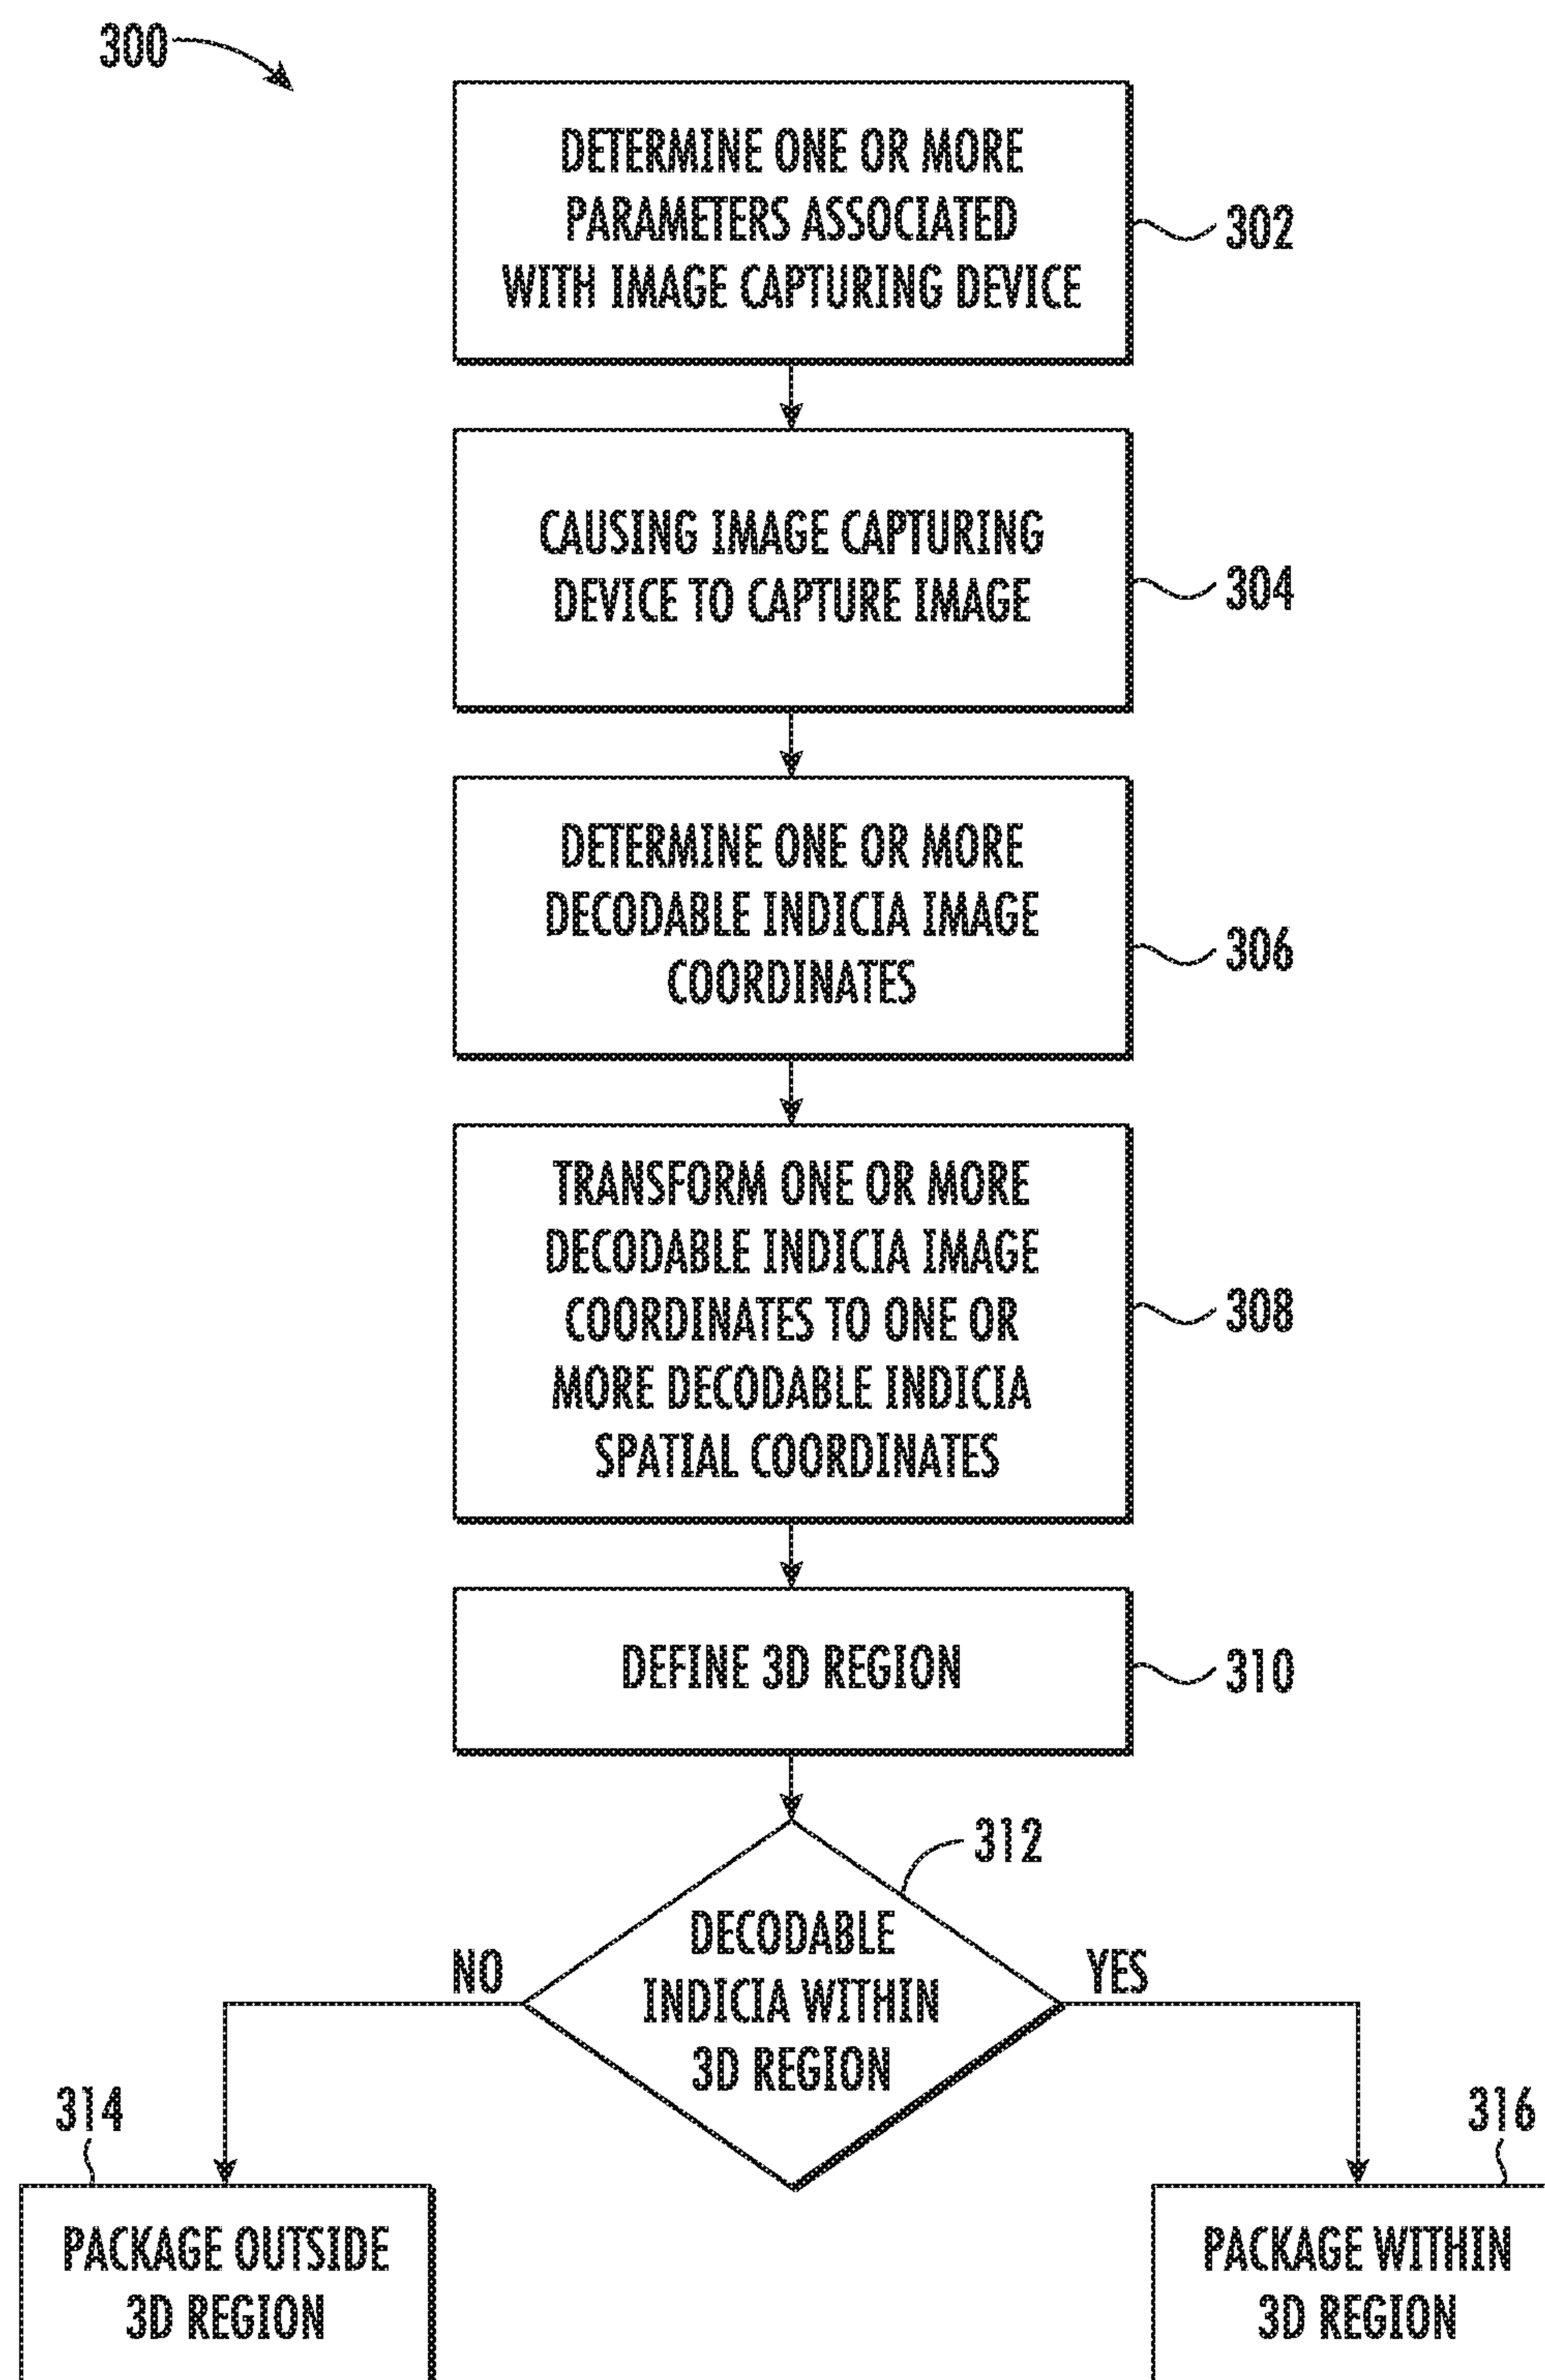 300
DETERMINE ONE OR MORE
PARAMETERS ASSOCIATED
WITH IMAGE CAPTURING DEVICE
302
CAUSING IMAGE CAPTURING
DEVICE TO CAPTURE IMAGE
304
DETERMINE ONE OR MORE
DECODABLE INDICIA IMAGE
COORDINATES
306
TRANSFORM ONE OR MORE
DECODABLE INDICIA IMAGE
COORDINATES TO ONE OR
MORE DECODABLE INDICIA
SPATIAL COORDINATES
308
DEFINE 3D REGION
310
312
DECODABLE
INDICIA WITHIN
3D REGION
NO
YES
314
PACKAGE OUTSIDE
3D REGION
316
PACKAGE WITHIN
3D REGION